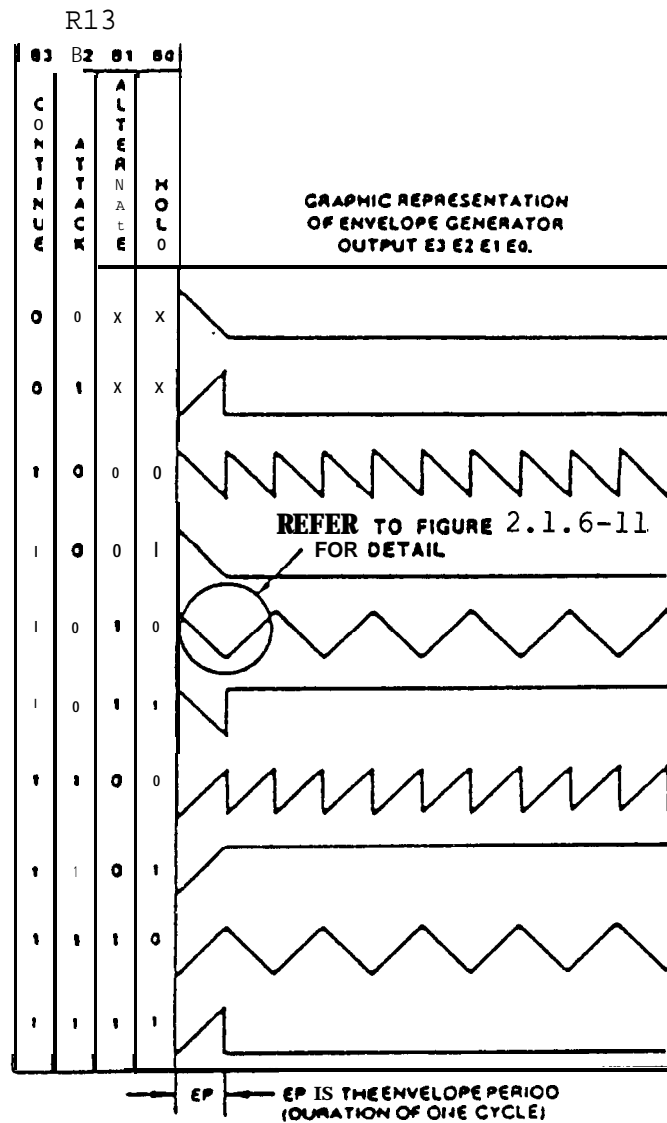 R13
B3 B2 B1 B0
CONTINUE
ATTACK
ALTERNAtE
HOLD
GRAPHIC REPRESENTATION
OF ENVELOPE GENERATOR
OUTPUT E3 E2 E1 E0.
0 0 X X
0 1 X X
1 0 0 0
REFER TO FIGURE 2.1.6-11
FOR DETAIL
1 0 0 1
1 0 1 0
1 0 1 1
1 1 0 0
1 1 0 1
1 1 1 0
1 1 1 1
EP
EP IS THE ENVELOPE PERIOD
(DURATION OF ONE CYCLE)